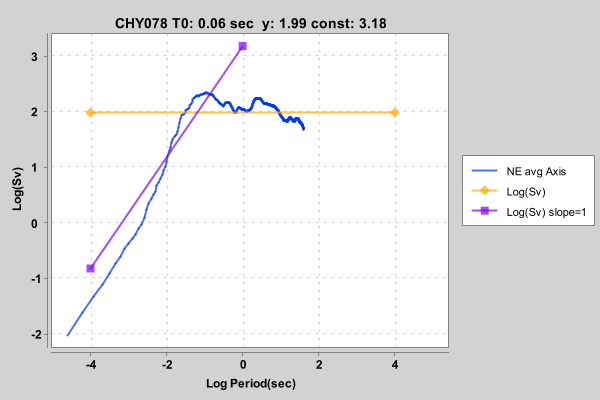 CHY078 T0: 0.06 sec  y: 1.99 const: 3.18
Log(Sv)
3
2
1
0
-1
-2
-4
-2
0
2
4
Log Period(sec)
NE avg Axis
Log(Sv)
Log(Sv) slope=1